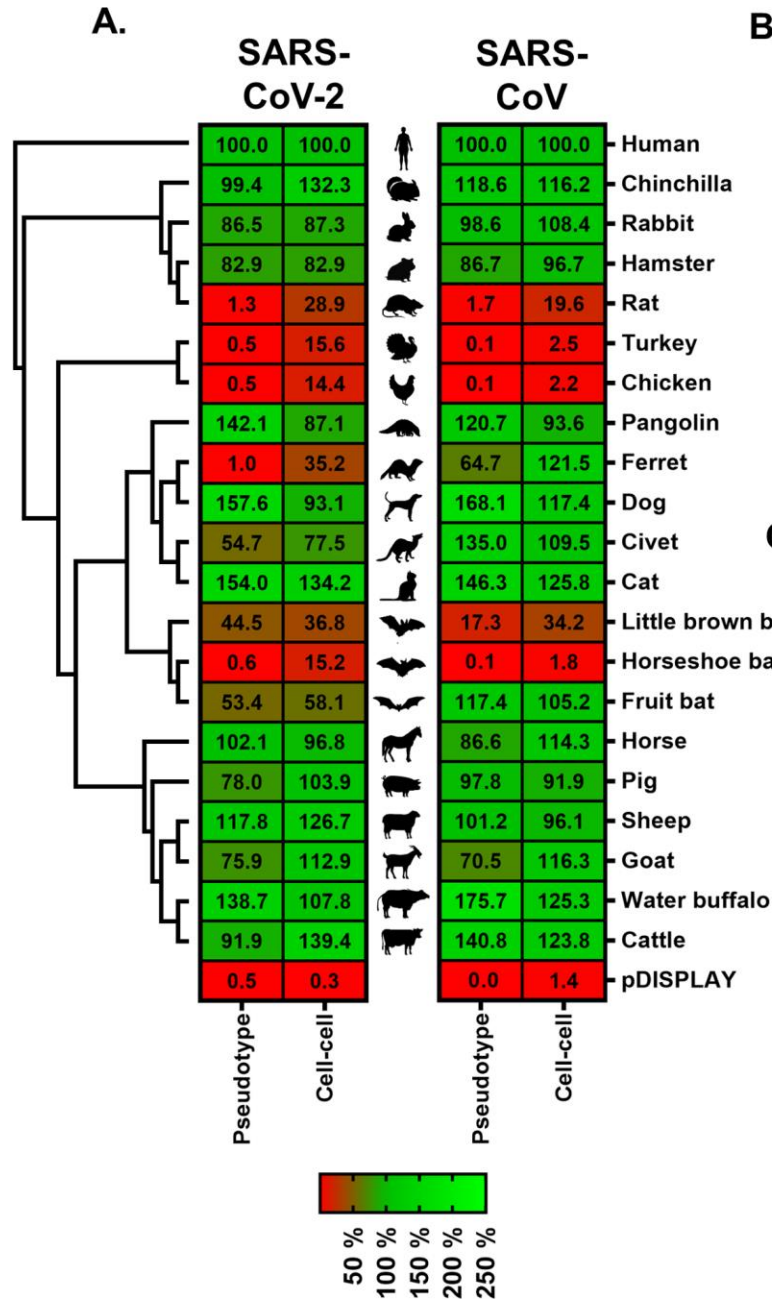 A.
B
SARS-
CoV-2
SARS-
CoV
100.0 100.0 100.0 100.0 Human
99.4 132.3 118.6 116.2 Chinchilla
86.5 87.3 98.6 108.4 Rabbit
82.9 82.9 86.7 96.7 Hamster
1.3 28.9 1.7 19.6 Rat
0.5 15.6 0.1 2.5 Turkey
0.5 14.4 0.1 2.2 Chicken
142.1 87.1 120.7 93.6 Pangolin
1.0 35.2 64.7 121.5 Ferret
157.6 93.1 168.1 117.4 Dog
54.7 77.5 135.0 109.5 Civet
154.0 134.2 146.3 125.8 Cat
44.5 36.8 17.3 34.2 Little brown b
0.6 15.2 0.1 1.8 Horseshoe ba
53.4 58.1 117.4 105.2 Fruit bat
102.1 96.8 86.6 114.3 Horse
78.0 103.9 97.8 91.9 Pig
117.8 126.7 101.2 96.1 Sheep
75.9 112.9 70.5 116.3 Goat
138.7 107.8 175.7 125.3 Water buffalo
91.9 139.4 140.8 123.8 Cattle
0.5 0.3 0.0 1.4 pDISPLAY
Pseudotype Cell-cell Pseudotype Cell-cell
50 % 100 % 150 % 200 % 250 %